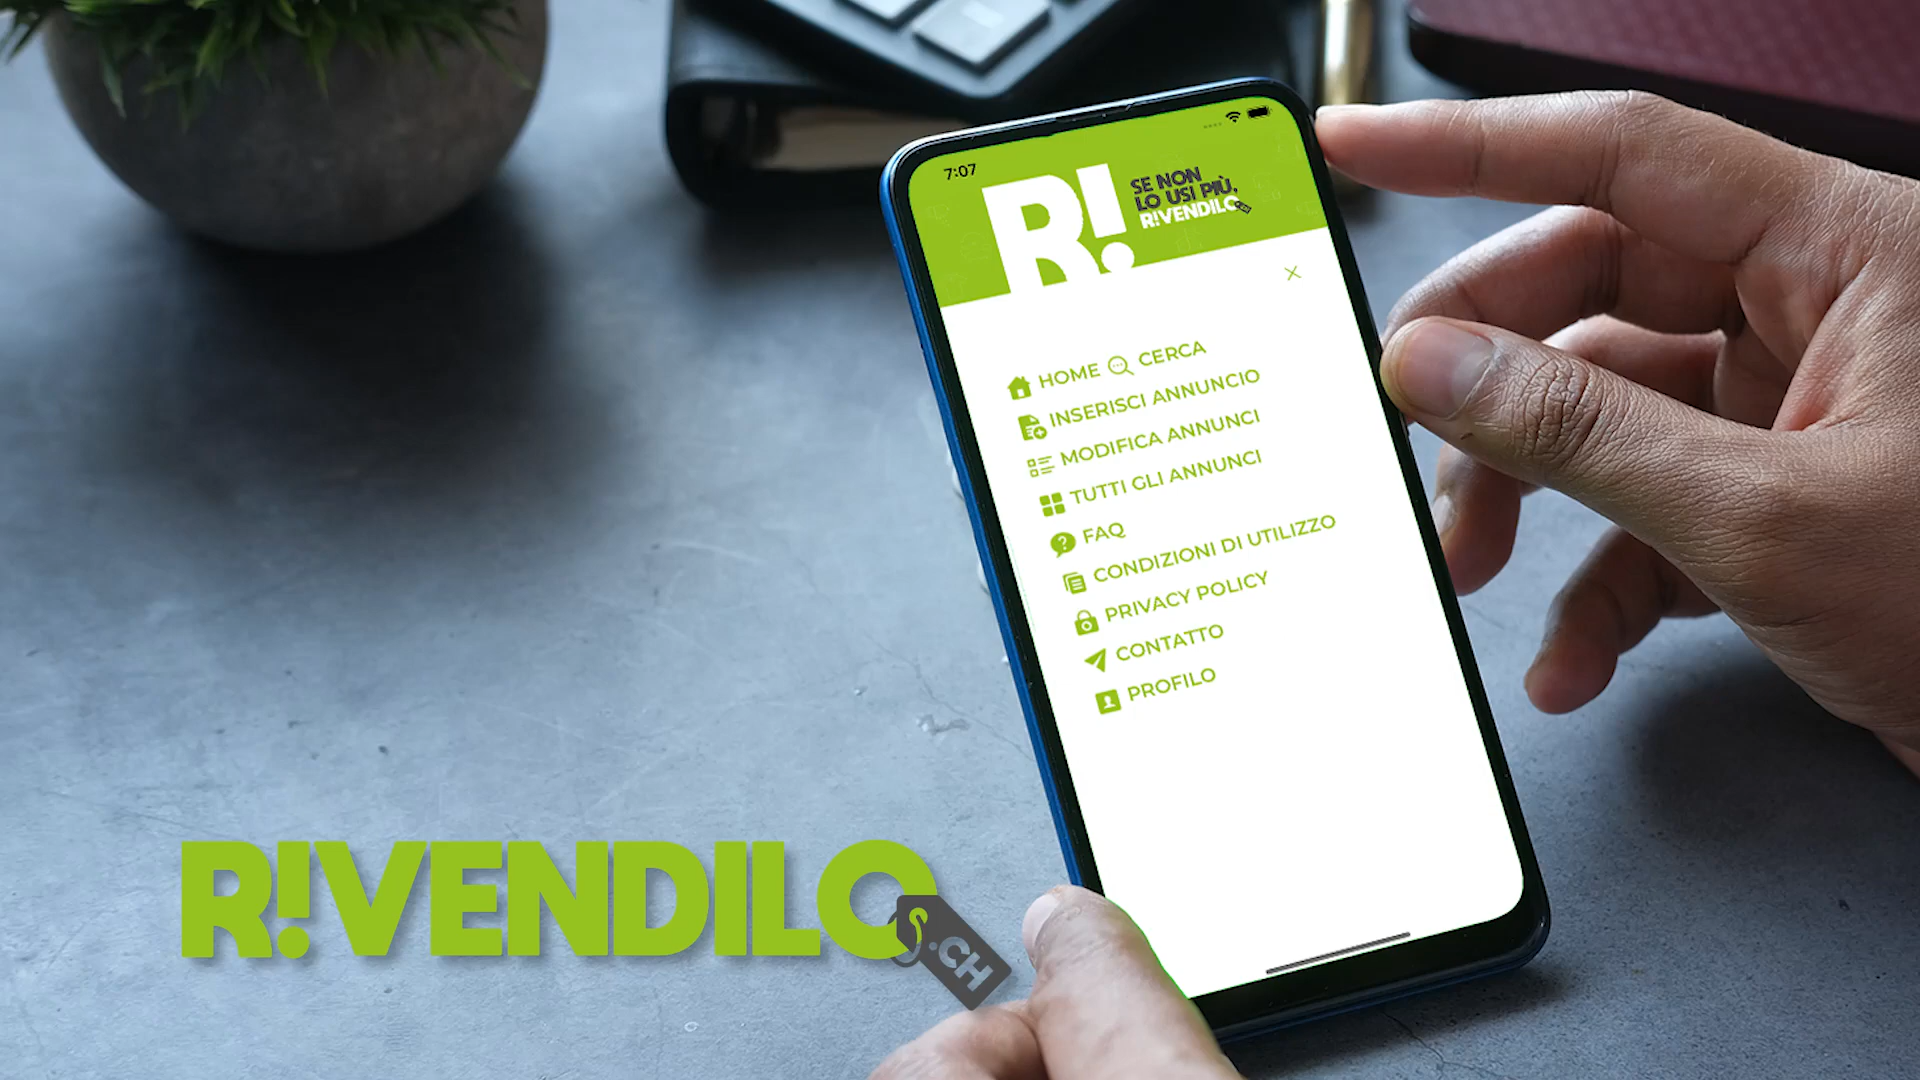 7:07
R!
SE NON
LO USI PIÙ,
R!VENDILO
HOME CERCA
INSERISCI ANNUNCIO
MODIFICA ANNUNCI
TUTTI GLI ANNUNCI
FAQ
CONDIZIONI DI UTILIZZO
PRIVACY POLICY
CONTATTO
PROFILO
R!VENDILO
.CH